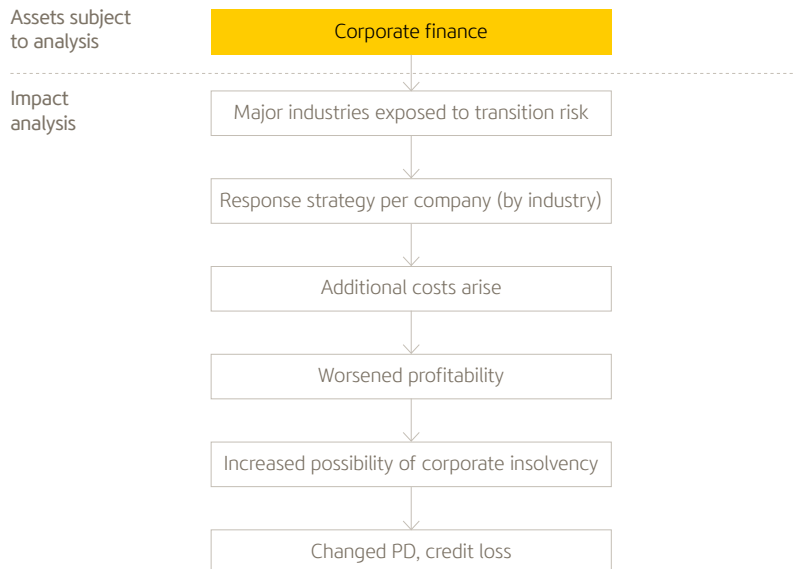 Assets subject
to analysis
Corporate finance
Impact
analysis
Major industries exposed to transition risk
Response strategy per company (by industry)
Additional costs arise
Worsened profitability
Increased possibility of corporate insolvency
Changed PD, credit loss